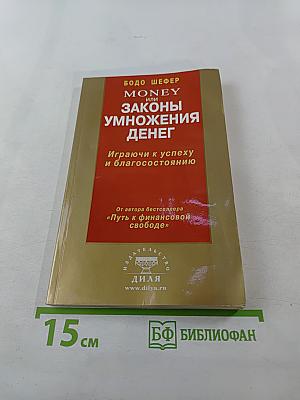 БОДО ШЕФЕР
MONEY
ИЛИ
ЗАКОНЫ
УМНОЖЕНИЯ
ДЕНЕГ
Играючи к успеху
и благосостоянию
От автора бестселлера
«Путь к финансовой
свободе»
ИЗДАТЕЛЬСТВО
ДИЛЯ
www.dilya.ru
15 см
БФ БИБЛИОФАН